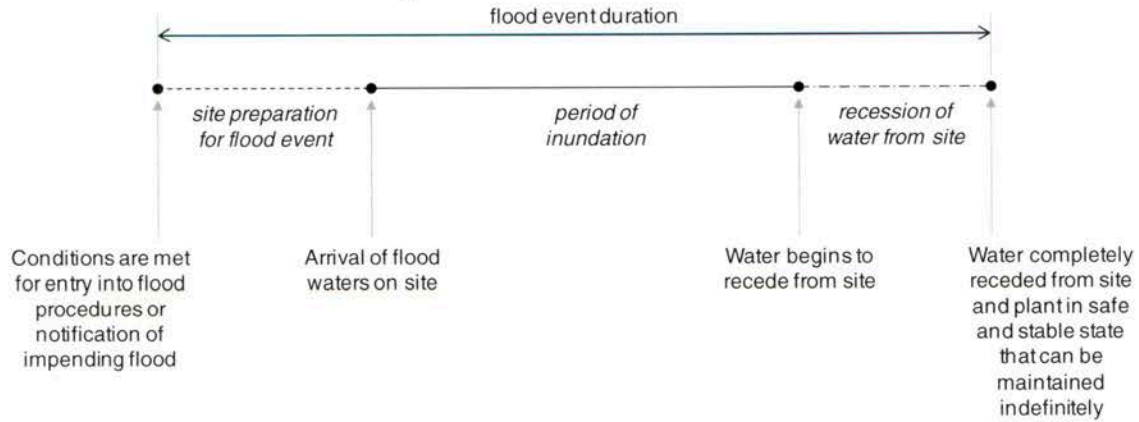 flood event duration
site preparation
for flood event
period of
inundation
recession of
water from site
Conditions are met
for entry into flood
procedures or
notification of
impending flood
Arrival of flood
waters on site
Water begins to
recede from site
Water completely
receded from site
and plant in safe
and stable state
that can be
maintained
indefinitely